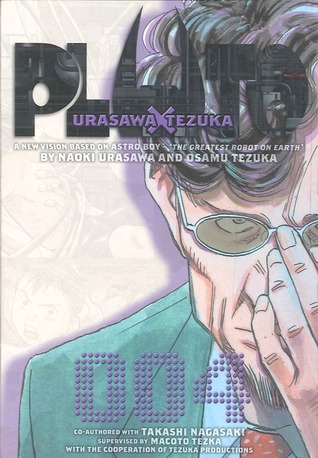 PLUTO
URASAWA X TEZUKA
A NEW VISION BASED ON ASTRO BOY - 'THE GREATEST ROBOT ON EARTH'
BY NAOKI URASAWA AND OSAMU TEZUKA
004
CO-AUTHORED WITH TAKASHI NAGASAKI
SUPERVISED BY MACOTO TEZKA
WITH THE COOPERATION OF TEZUKA PRODUCTIONS